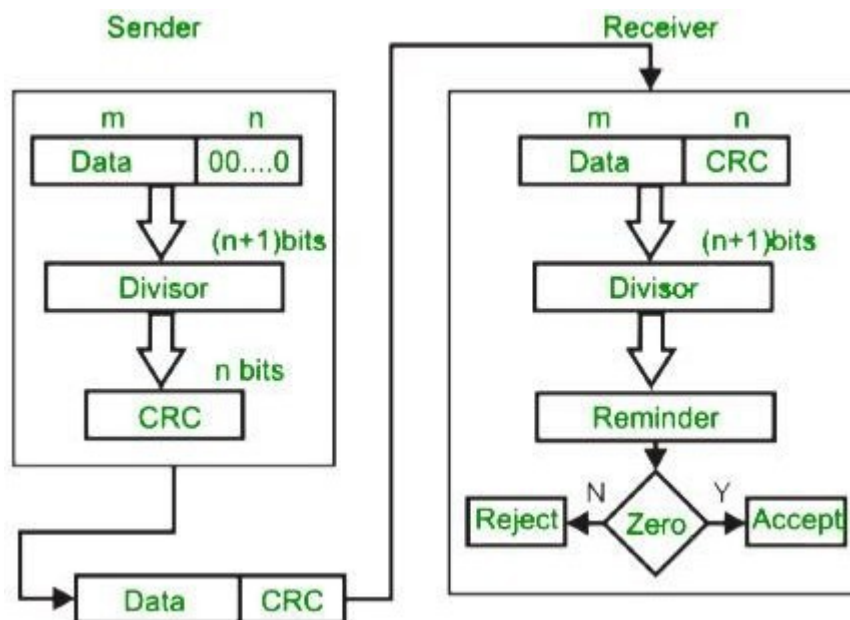 Sender
m n
Data 00....0
(n+1)bits
Divisor
n bits
CRC
Data CRC
Receiver
m n
Data CRC
(n+1)bits
Divisor
Reminder
N Y
Reject Zero Accept